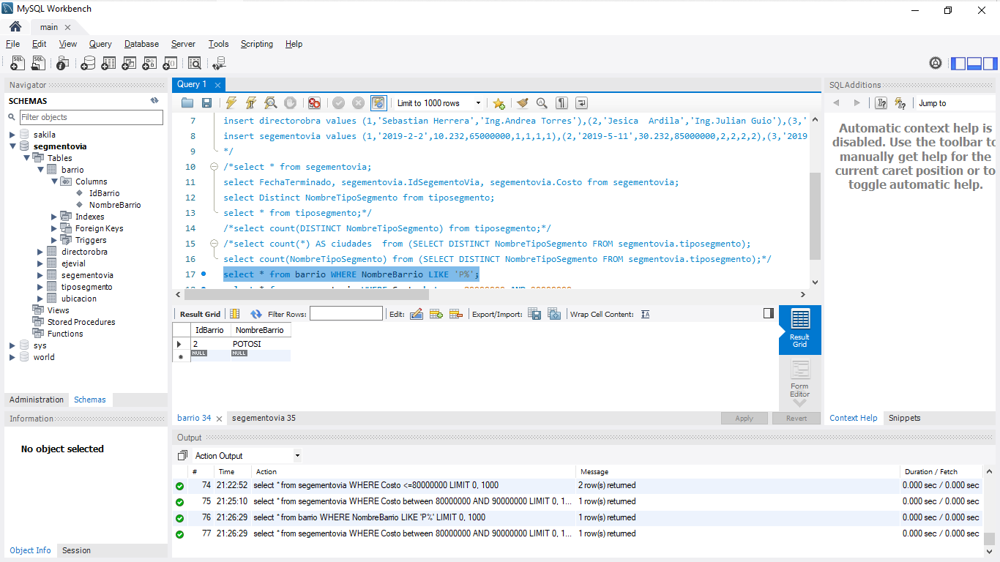 MySQL Workbench
main
File Edit View Query Database Server Tools Scripting Help
Navigator
SCHEMAS
Filter objects
sakila
segmentovia
Tables
barrio
Columns
IdBarrio
NombreBarrio
Indexes
Foreign Keys
Triggers
directorobra
ejevial
segementovia
tiposegmento
ubicacion
Views
Stored Procedures
Functions
sys
world
Administration Schemas
Information
No object selected
Object Info Session
Query 1
Limit to 1000 rows
7 insert directorobra values (1,'Sebastian Herrera','Ing.Andrea Torres'),(2,'Jesica  Ardila','Ing.Julian Guio'),(3,'
8 insert segementovia values (1,'2019-2-2',10.232,65000000,1,1,1,1),(2,'2019-5-11',30.232,85000000,2,2,2,2),(3,'2019
9 */
10 /*select * from segementovia;
11 select FechaTerminado, segementovia.IdSegementoVia, segementovia.Costo from segementovia;
12 select Distinct NombreTipoSegmento from tiposegmento;
13 select * from tiposegmento;*/
14 /*select count(DISTINCT NombreTipoSegmento) from tiposegmento;*/
15 /*select count(*) AS ciudades  from (SELECT DISTINCT NombreTipoSegmento FROM segmentovia.tiposegmento);
16 select count(NombreTipoSegmento) from (SELECT DISTINCT NombreTipoSegmento FROM segmentovia.tiposegmento);*/
17 select * from barrio WHERE NombreBarrio LIKE 'P%';
Result Grid Filter Rows: Edit: Export/Import: Wrap Cell Content:
IdBarrio NombreBarrio
2 POTOSI
NULL NULL
Result Grid
Form Editor
barrio 34 segementovia 35 Apply Revert
Output
Action Output
# Time Action Message Duration / Fetch
74 21:22:52 select * from segementovia WHERE Costo <=80000000 LIMIT 0, 1000 2 row(s) returned 0.000 sec / 0.000 sec
75 21:25:10 select * from segementovia WHERE Costo between 80000000 AND 90000000 LIMIT 0, 1... 1 row(s) returned 0.000 sec / 0.000 sec
76 21:26:29 select * from barrio WHERE NombreBarrio LIKE 'P%' LIMIT 0, 1000 1 row(s) returned 0.000 sec / 0.000 sec
77 21:26:29 select * from segementovia WHERE Costo between 80000000 AND 90000000 LIMIT 0, 1... 1 row(s) returned 0.000 sec / 0.000 sec
SQLAdditions
Jump to
Automatic context help is
disabled. Use the toolbar to
manually get help for the
current caret position or to
toggle automatic help.
Context Help Snippets